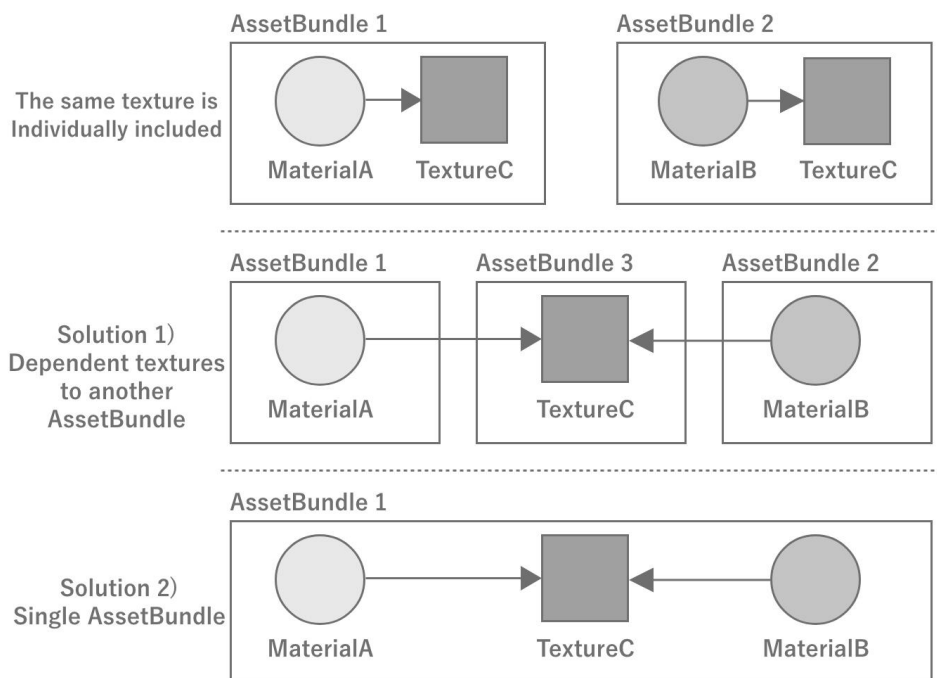 AssetBundle 1
AssetBundle 2
The same texture is
Individually included
MaterialA
TextureC
MaterialB
TextureC
AssetBundle 1
AssetBundle 3
AssetBundle 2
Solution 1)
Dependent textures
to another
AssetBundle
MaterialA
TextureC
MaterialB
AssetBundle 1
Solution 2)
Single AssetBundle
MaterialA
TextureC
MaterialB